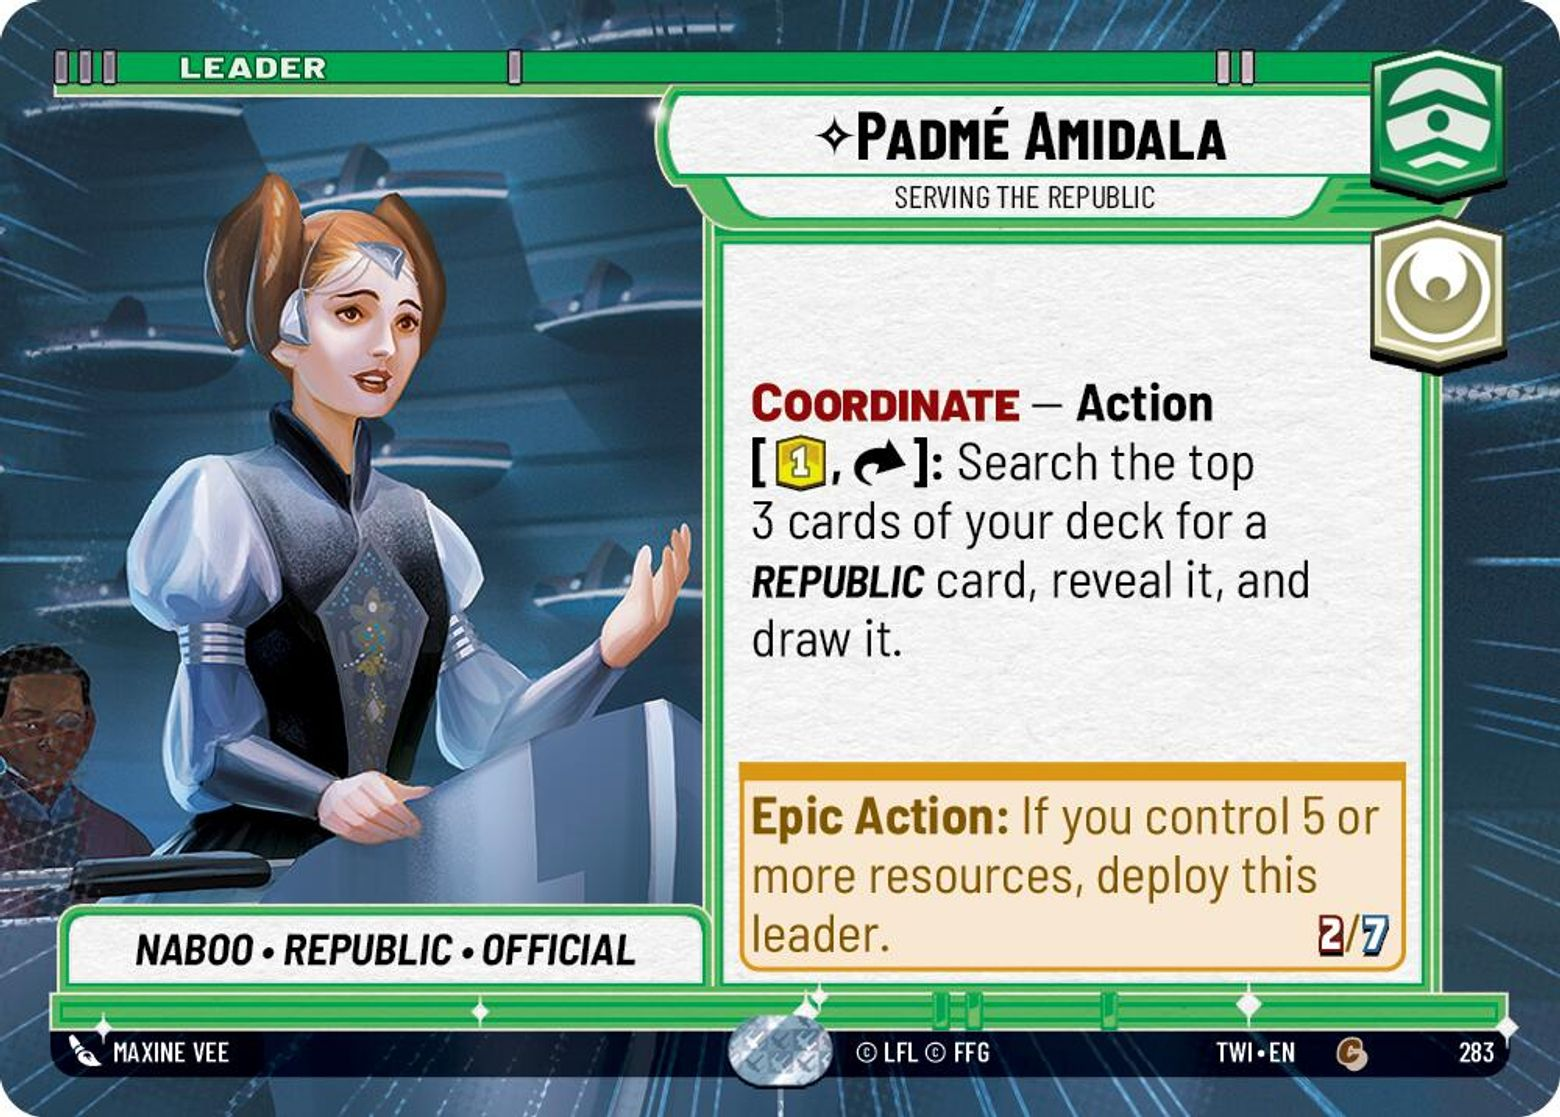 LEADER
PADMÉ AMIDALA
SERVING THE REPUBLIC
COORDINATE – Action
[1, ]: Search the top
3 cards of your deck for a
REPUBLIC card, reveal it, and
draw it.
Epic Action: If you control 5 or
more resources, deploy this
leader.
2/7
NABOO • REPUBLIC • OFFICIAL
MAXINE VEE
© LFL © FFG
TWI • EN
C
283